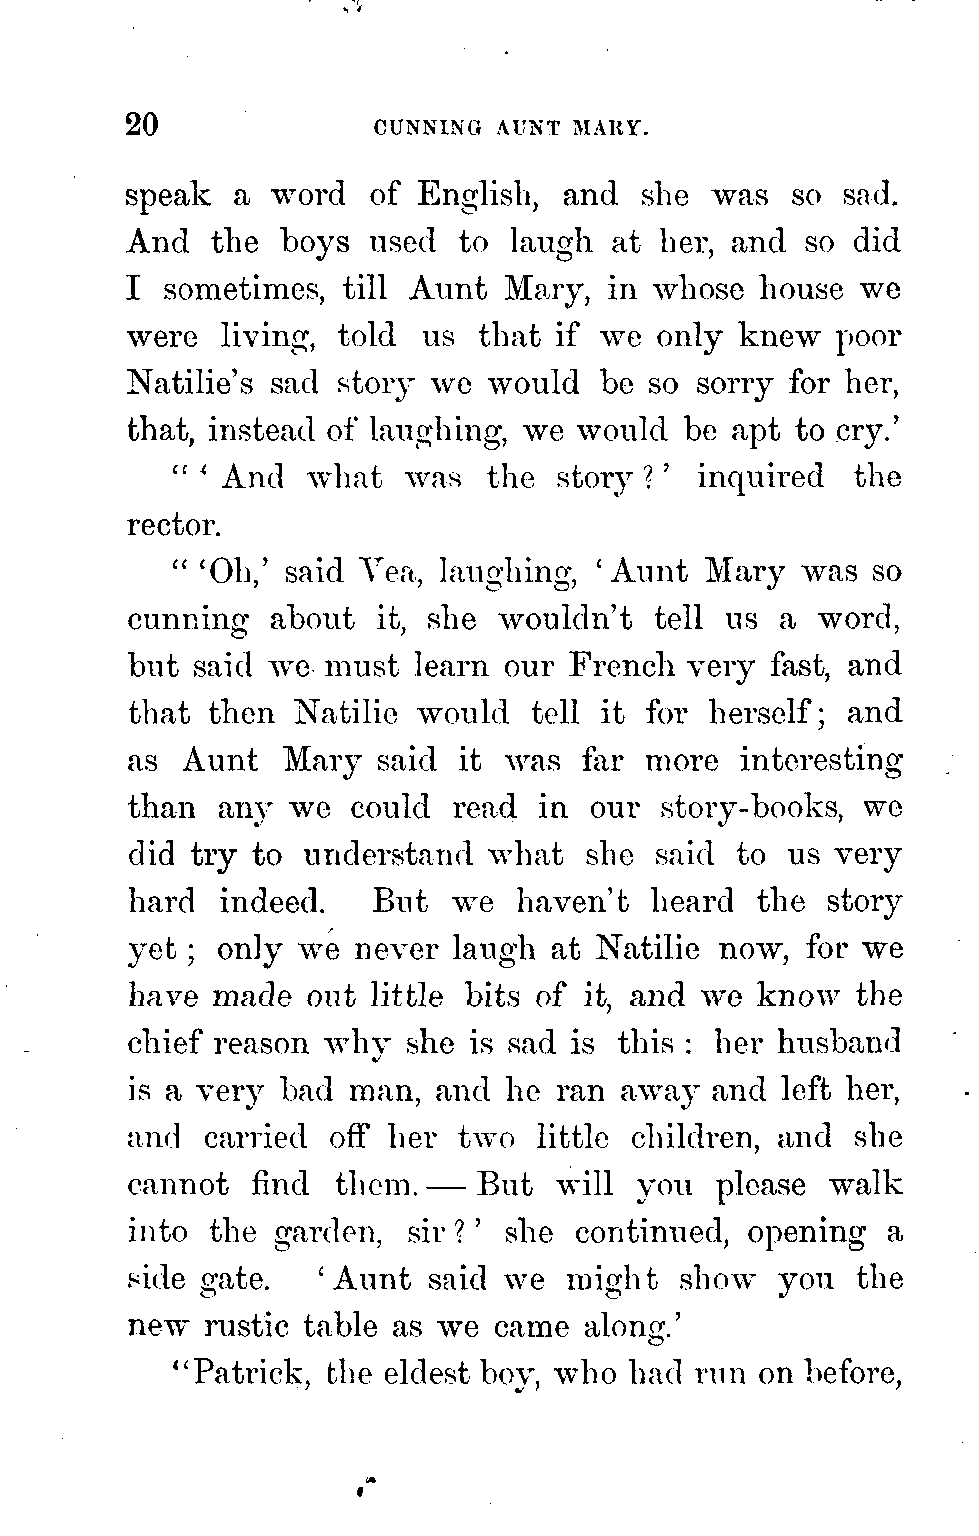 20 CUNNING AUNT MARY.
speak a word of English, and she was so sad.
And the boys used to laugh at her, and so did
I sometimes, till Aunt Mary, in whose house we
were living, told us that if we only knew poor
Natilie's sad story we would be so sorry for her,
that, instead of laughing, we would be apt to cry.'
"'And what was the story?' inquired the
rector.
"'Oh,' said Vea, laughing, 'Aunt Mary was so
cunning about it, she wouldn't tell us a word,
but said we must learn our French very fast, and
that then Natilie would tell it for herself; and
as Aunt Mary said it was far more interesting
than any we could read in our story-books, we
did try to understand what she said to us very
hard indeed. But we haven't heard the story
yet; only we never laugh at Natilie now, for we
have made out little bits of it, and we know the
chief reason why she is sad is this: her husband
is a very bad man, and he ran away and left her,
and carried off her two little children, and she
cannot find them. — But will you please walk
into the garden, sir?' she continued, opening a
side gate. 'Aunt said we might show you the
new rustic table as we came along.'
"Patrick, the eldest boy, who had run on before,